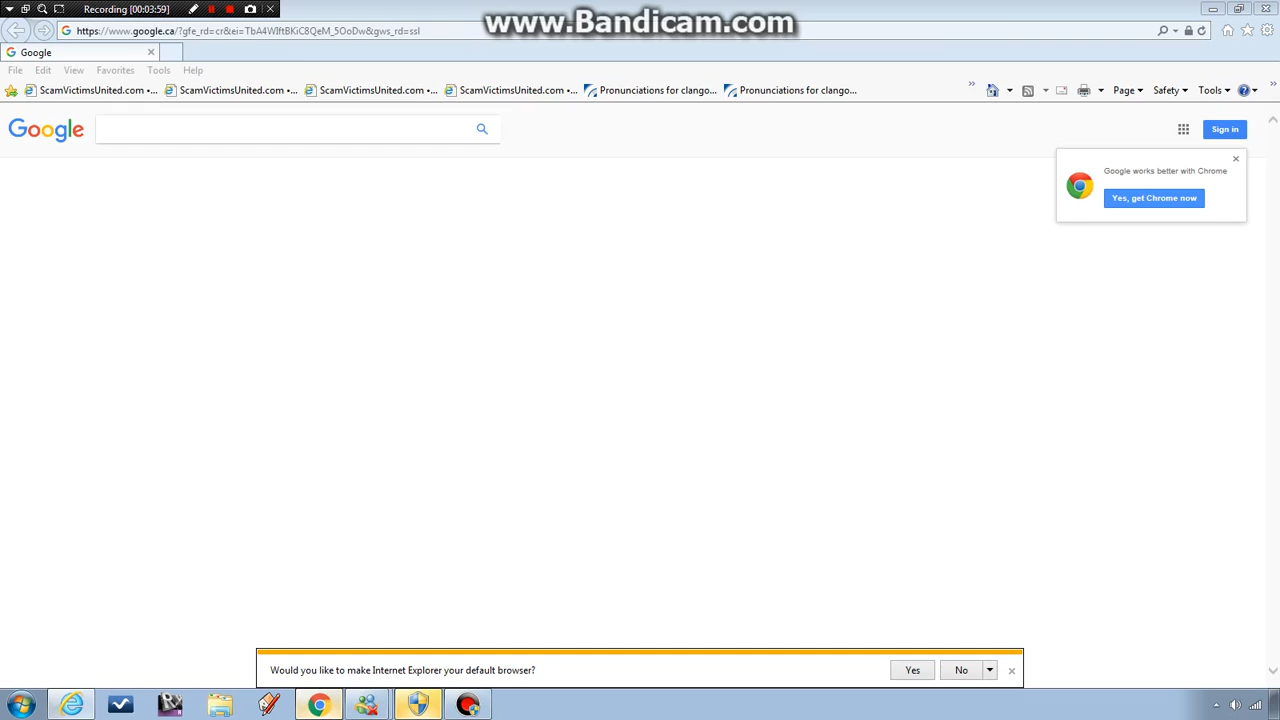 Recording [00:03:59]
www.Bandicam.com
https://www.google.ca/?gfe_rd=cr&ei=TbA4WIftBKiC8QeM_5OoDw&gws_rd=ssl
Google
File Edit View Favorites Tools Help
ScamVictimsUnited.com •... ScamVictimsUnited.com •... ScamVictimsUnited.com •... ScamVictimsUnited.com •... Pronunciations for clango... Pronunciations for clango... Page Safety Tools
Google
Sign in
Google works better with Chrome
Yes, get Chrome now
Would you like to make Internet Explorer your default browser? Yes No